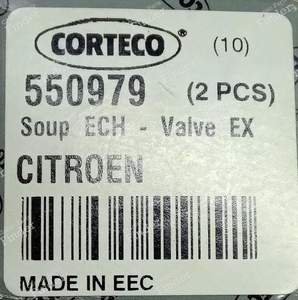 CORTECO®
(10)
550979 (2 PCS)
Soup ECH - Valve EX
CITROEN
MADE IN EEC